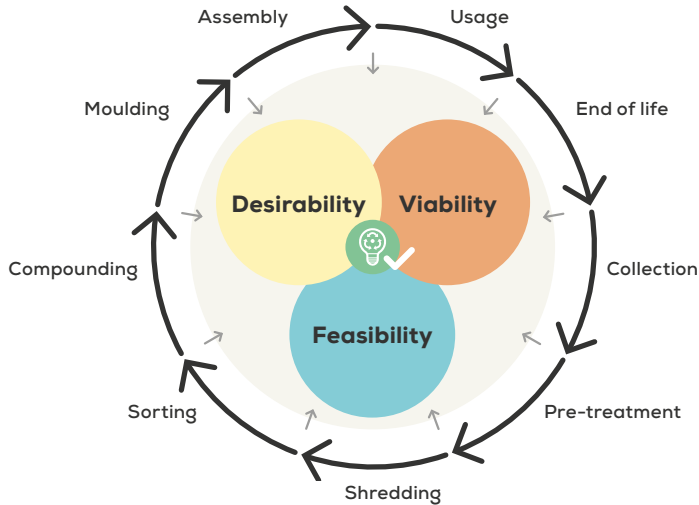 Assembly
Usage
Moulding
End of life
Desirability
Viability
Compounding
Collection
Feasibility
Sorting
Pre-treatment
Shredding